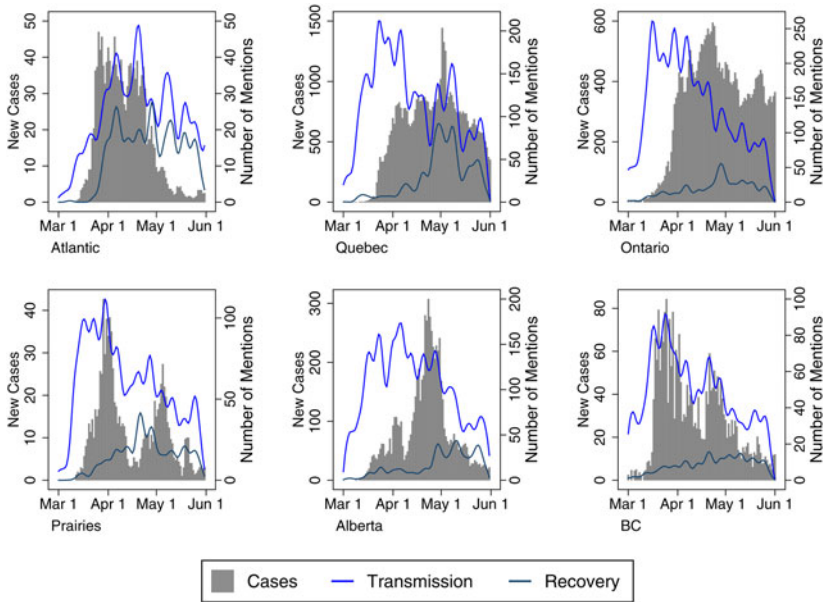 50
40
30
20
10
0
New Cases
50
40
30
20
10
0
Number of Mentions
Mar 1 Apr 1 May 1 Jun 1
Atlantic
1500
1000
500
0
New Cases
200
150
100
50
0
Number of Mentions
Mar 1 Apr 1 May 1 Jun 1
Quebec
600
400
200
0
New Cases
250
200
150
100
50
0
Number of Mentions
Mar 1 Apr 1 May 1 Jun 1
Ontario
40
30
20
10
0
New Cases
100
50
0
Number of Mentions
Mar 1 Apr 1 May 1 Jun 1
Prairies
300
200
100
0
New Cases
200
150
100
50
0
Number of Mentions
Mar 1 Apr 1 May 1 Jun 1
Alberta
80
60
40
20
0
New Cases
100
80
60
40
20
0
Number of Mentions
Mar 1 Apr 1 May 1 Jun 1
BC
Cases Transmission Recovery